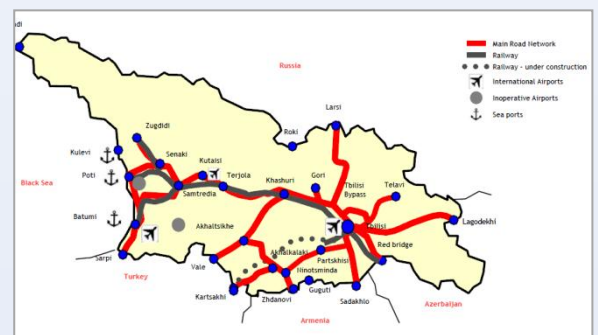 di
Russia
Main Road Network
Railway
Railway - under construction
International Airports
Inoperative Airports
Sea ports
Larsi
Zugdidi
Roki
Kulevi
Senaki
Kutaisi
Terjola
Khashuri
Gori
Tbilisi
Bypass
Tetavi
Poti
Black Sea
Samtredia
Lagodekhi
Batumi
Akhaltsikhe
Tbilisi
Red bridge
Akhalkalaki
Partskhisi
Sarpi
Vale
Ninotsminda
Turkey
Kartsakhi
Zhdanovi
Guguti
Sadakhlo
Azerbaijan
Armenia